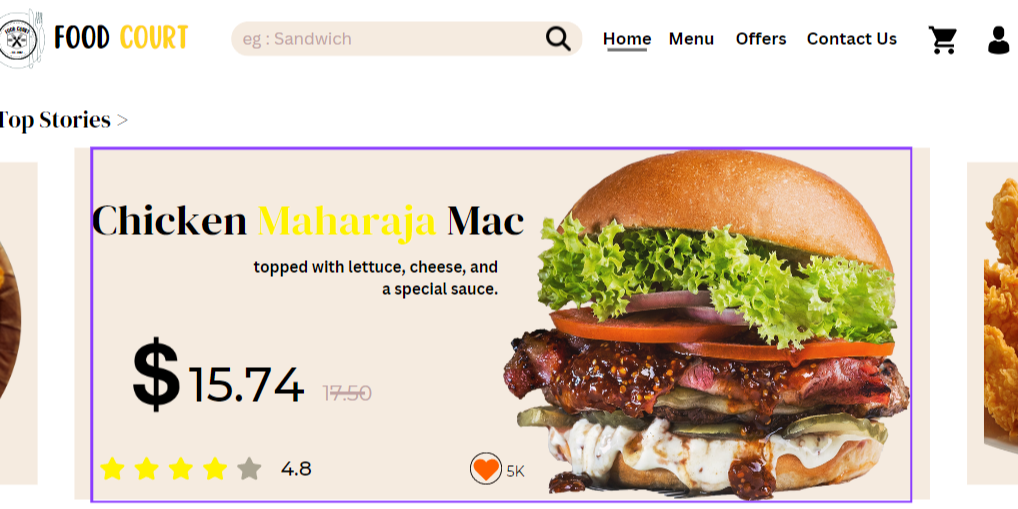 FOOD COURT
eg : Sandwich
Home Menu Offers Contact Us
Top Stories >
Chicken Maharaja Mac
topped with lettuce, cheese, and
a special sauce.
$15.74 17.50
4.8
5K